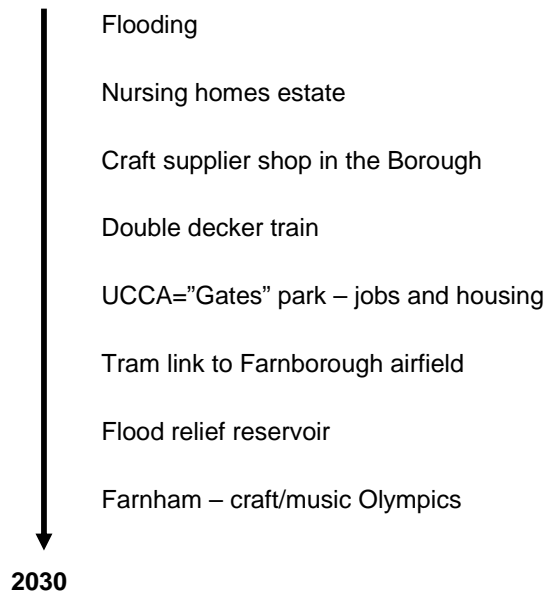 Flooding
Nursing homes estate
Craft supplier shop in the Borough
Double decker train
UCCA=”Gates” park – jobs and housing
Tram link to Farnborough airfield
Flood relief reservoir
Farnham – craft/music Olympics
2030